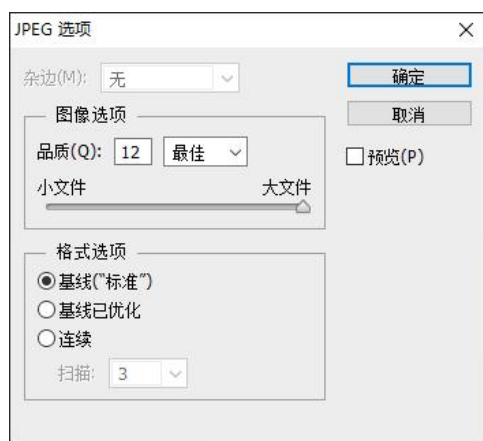 JPEG 选项
杂边(M): 无
确定
取消
预览(P)
图像选项
品质(Q): 12 最佳
小文件 大文件
格式选项
基线("标准")
基线已优化
连续
扫描: 3